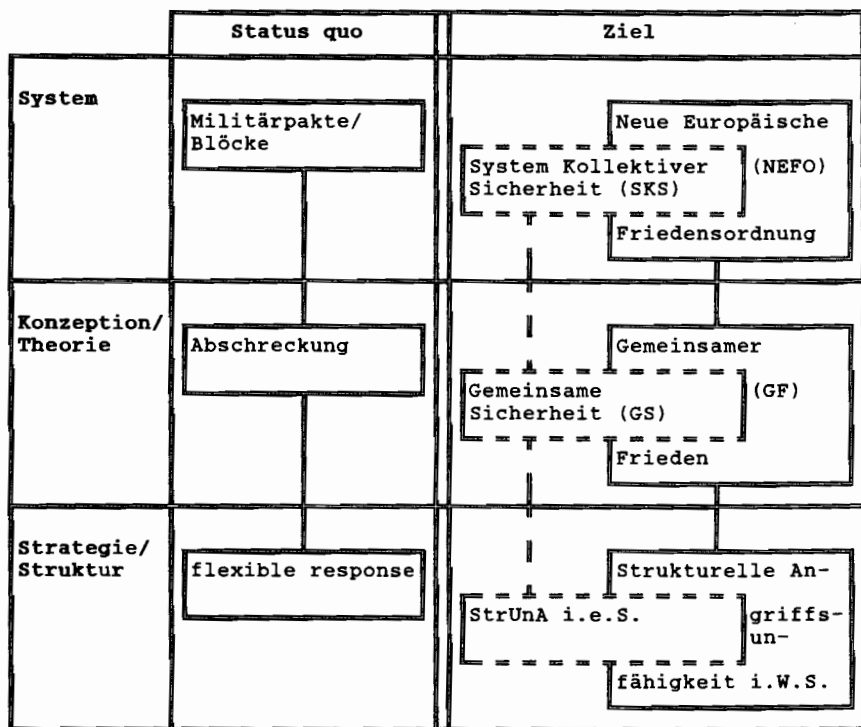 Status quo
Ziel
System
Militärpakte/
Blöcke
Neue Europäische
System Kollektiver
Sicherheit (SKS)
(NEFO)
Friedensordnung
Konzeption/
Theorie
Abschreckung
Gemeinsamer
Gemeinsame
Sicherheit (GS)
(GF)
Frieden
Strategie/
Struktur
flexible response
Strukturelle An-
StrUnA i.e.S.
griffs-
un-
fähigkeit i.W.S.